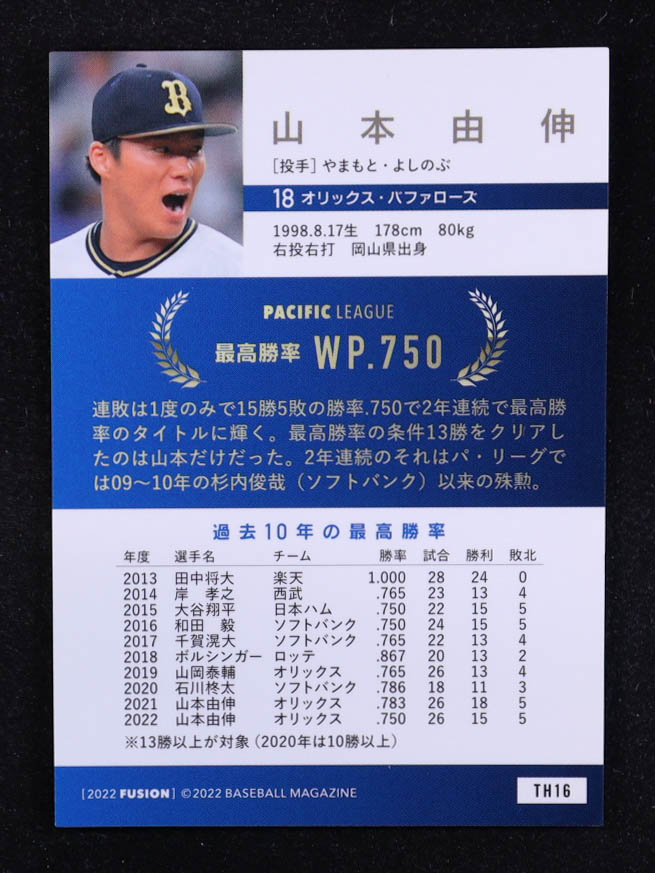 B
山本由伸
[投手] やまもと・よしのぶ
18 オリックス・バファローズ
1998.8.17生 178cm 80kg
右投右打 岡山県出身
PACIFIC LEAGUE
最高勝率 WP.750
連敗は1度のみで15勝5敗の勝率.750で2年連続で最高勝
率のタイトルに輝く。最高勝率の条件13勝をクリアし
たのは山本だけだった。2年連続のそれはパ・リーグで
は09〜10年の杉内俊哉（ソフトバンク）以来の殊勲。
過去10年の最高勝率
年度 選手名 チーム 勝率 試合 勝利 敗北
2013 田中将大 楽天 1.000 28 24 0
2014 岸 孝之 西武 .765 23 13 4
2015 大谷翔平 日本ハム .750 22 15 5
2016 和田 毅 ソフトバンク .750 24 15 5
2017 千賀滉大 ソフトバンク .765 22 13 4
2018 ボルシンガー ロッテ .867 20 13 2
2019 山岡泰輔 オリックス .765 26 13 4
2020 石川柊太 ソフトバンク .786 18 11 3
2021 山本由伸 オリックス .783 26 18 5
2022 山本由伸 オリックス .750 26 15 5
※13勝以上が対象（2020年は10勝以上）
[2022 FUSION] ©2022 BASEBALL MAGAZINE
TH16